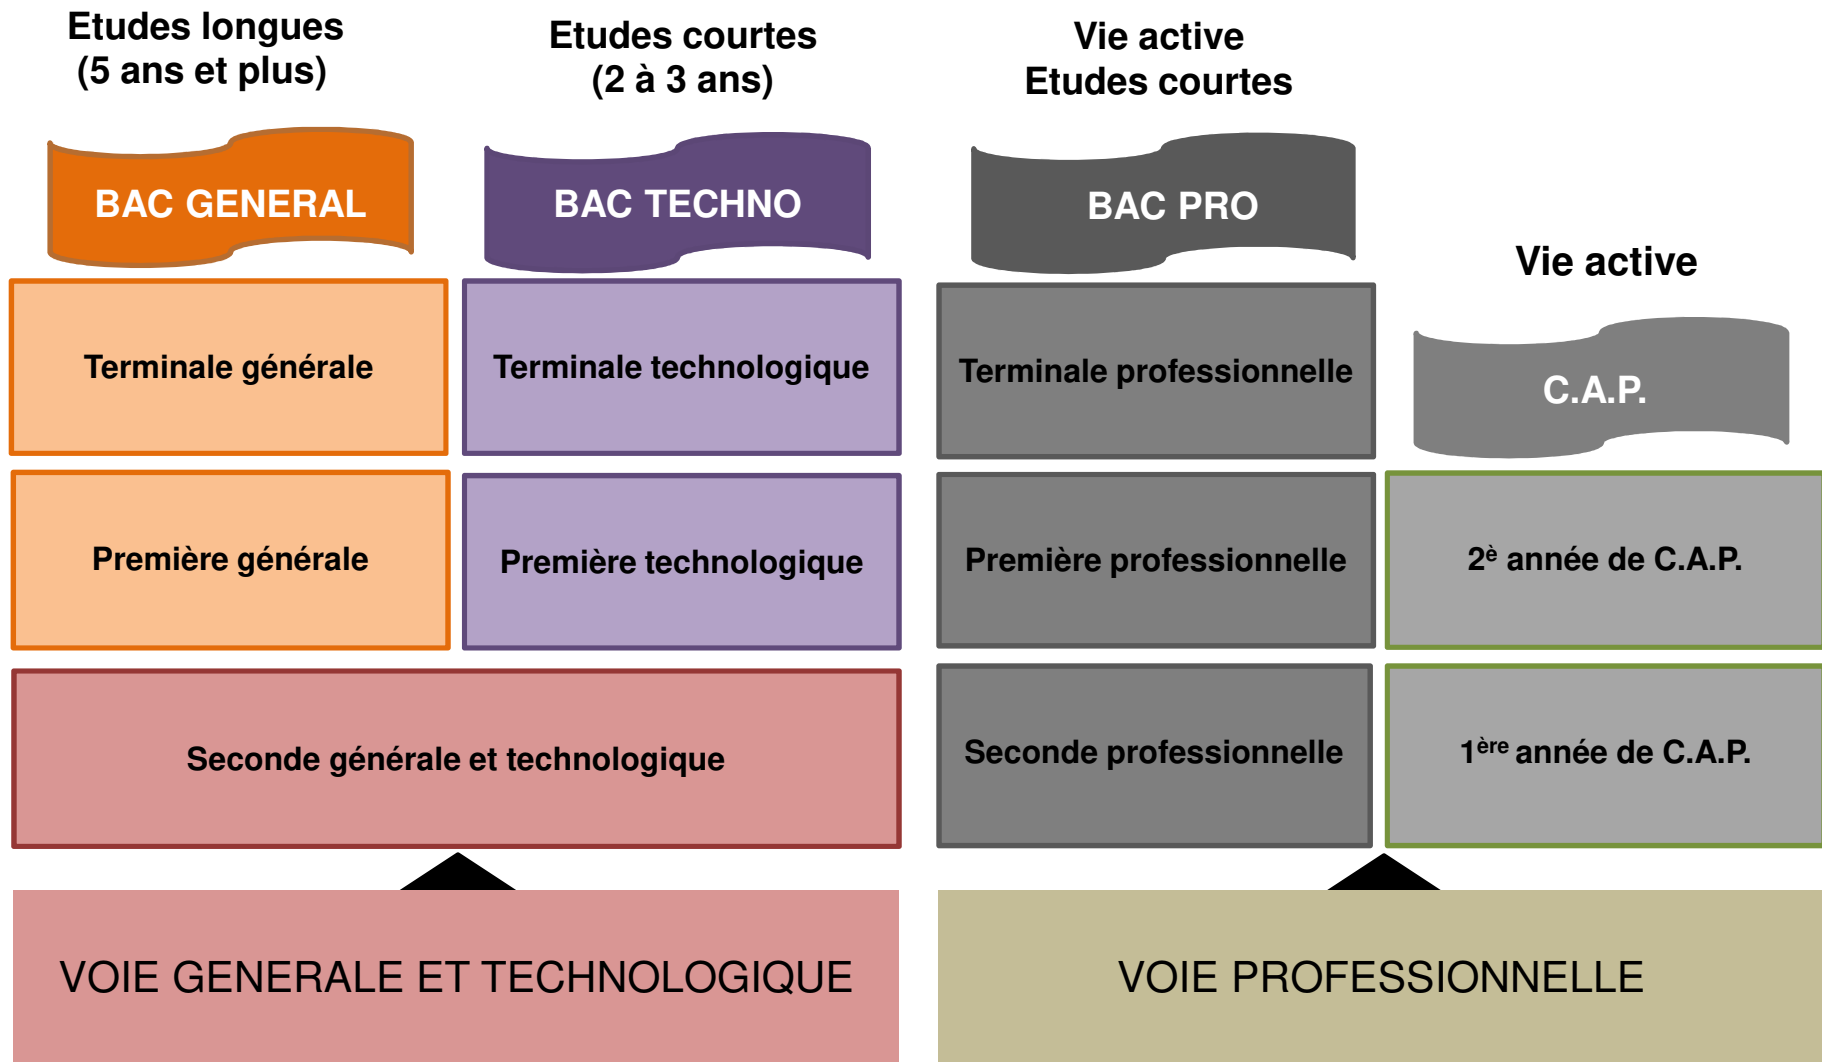 Etudes longues
(5 ans et plus)
Etudes courtes
(2 à 3 ans)
Vie active
Etudes courtes
BAC GENERAL
BAC TECHNO
BAC PRO
Vie active
Terminale générale
Terminale technologique
Terminale professionnelle
C.A.P.
Première générale
Première technologique
Première professionnelle
2è année de C.A.P.
Seconde générale et technologique
Seconde professionnelle
1ère année de C.A.P.
VOIE GENERALE ET TECHNOLOGIQUE
VOIE PROFESSIONNELLE